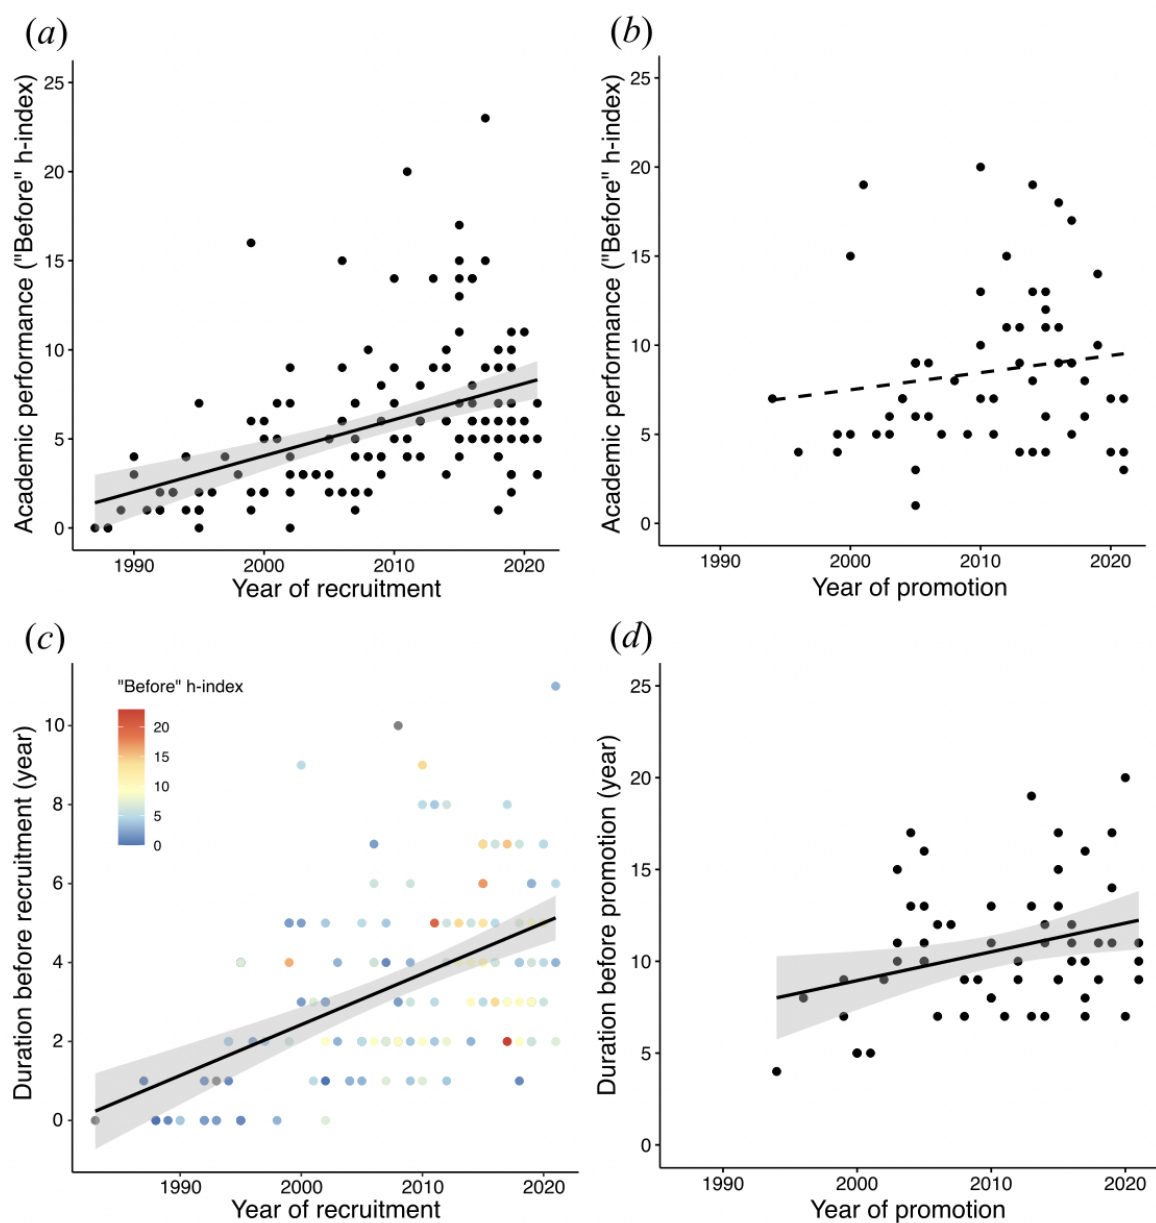 (a)
Academic performance ("Before" h-index)
25
20
15
10
5
0
1990 2000 2010 2020
Year of recruitment
(b)
Academic performance ("Before" h-index)
25
20
15
10
5
0
1990 2000 2010 2020
Year of promotion
(c)
Duration before recruitment (year)
"Before" h-index
20
15
10
5
0
10
8
6
4
2
0
1990 2000 2010 2020
Year of recruitment
(d)
Duration before promotion (year)
25
20
15
10
5
0
1990 2000 2010 2020
Year of promotion